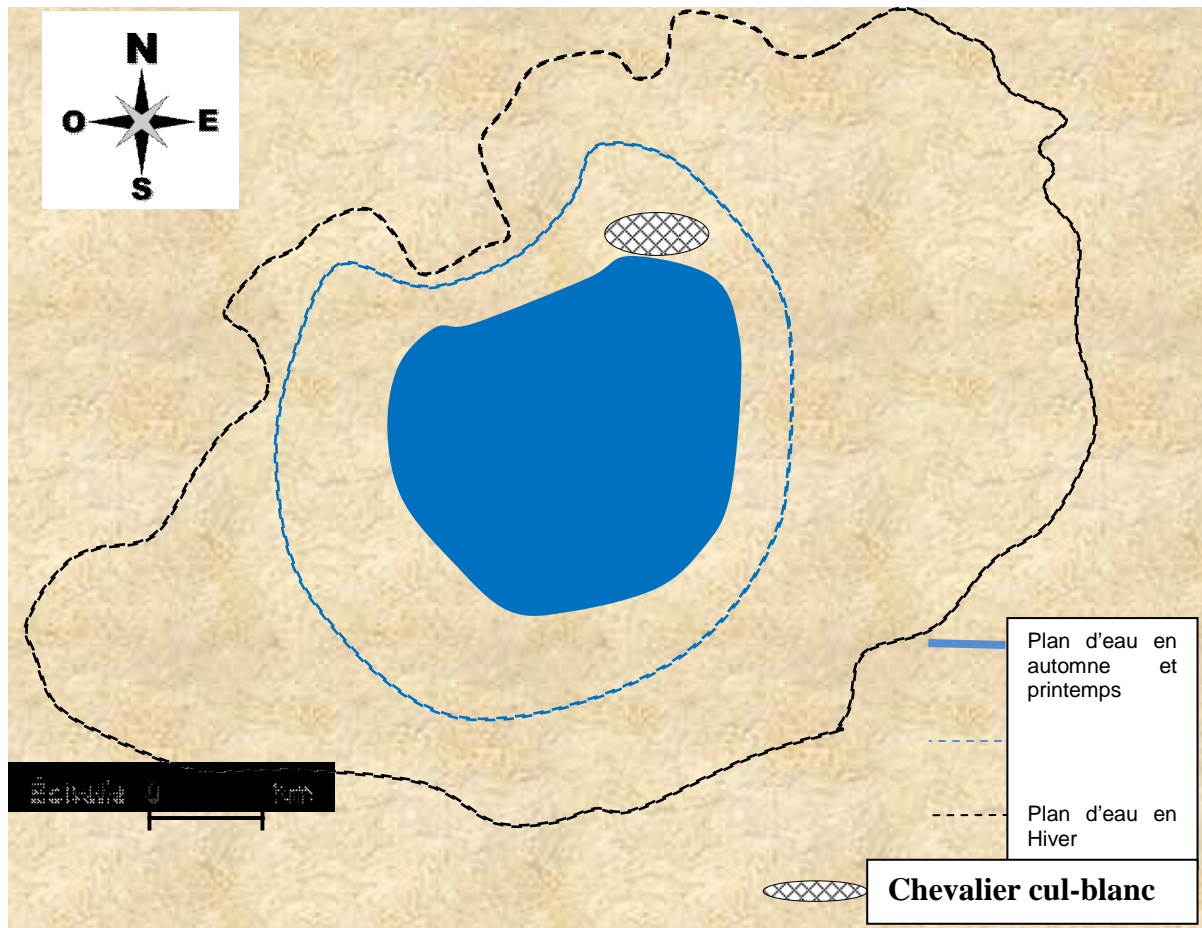 N
O E
S
Plan d'eau en
automne et
printemps
Plan d'eau en
Hiver
Chevalier cul-blanc